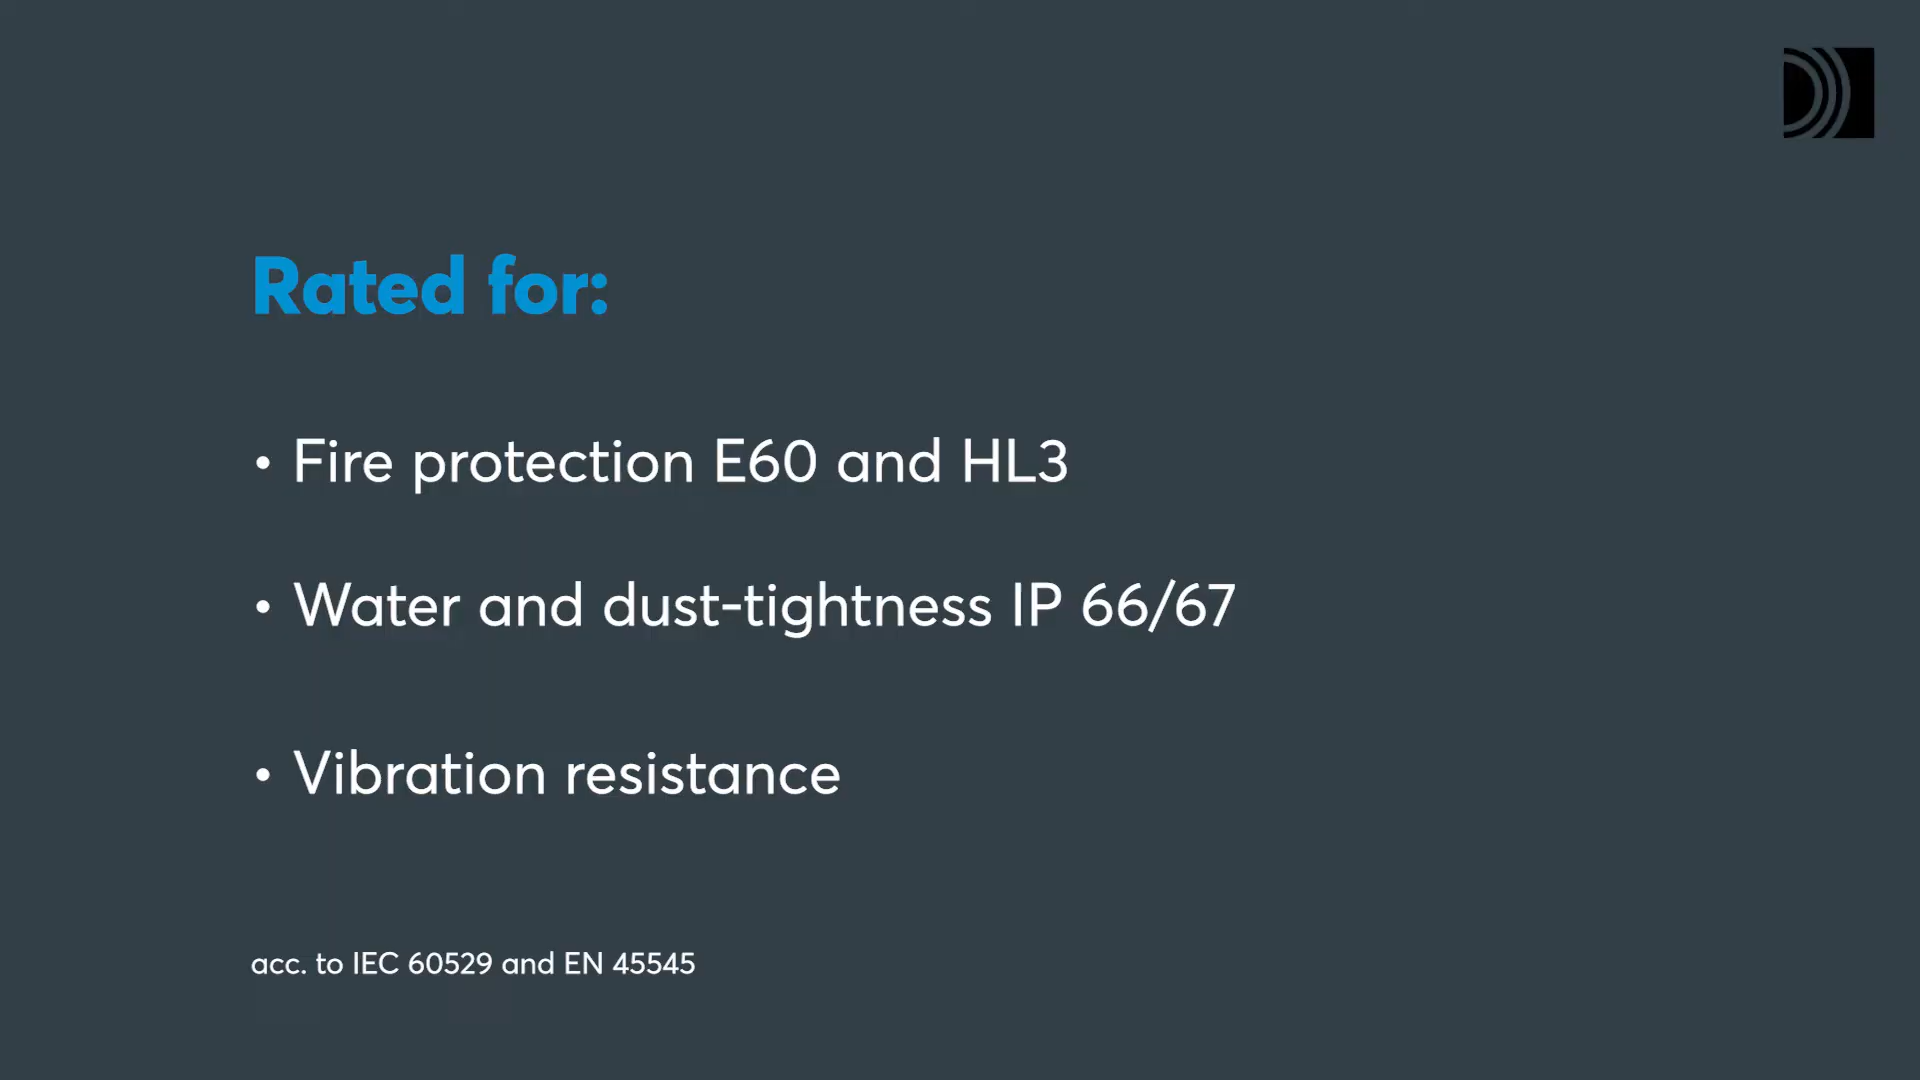 Rated for:
• Fire protection E60 and HL3
• Water and dust-tightness IP 66/67
• Vibration resistance
acc. to IEC 60529 and EN 45545